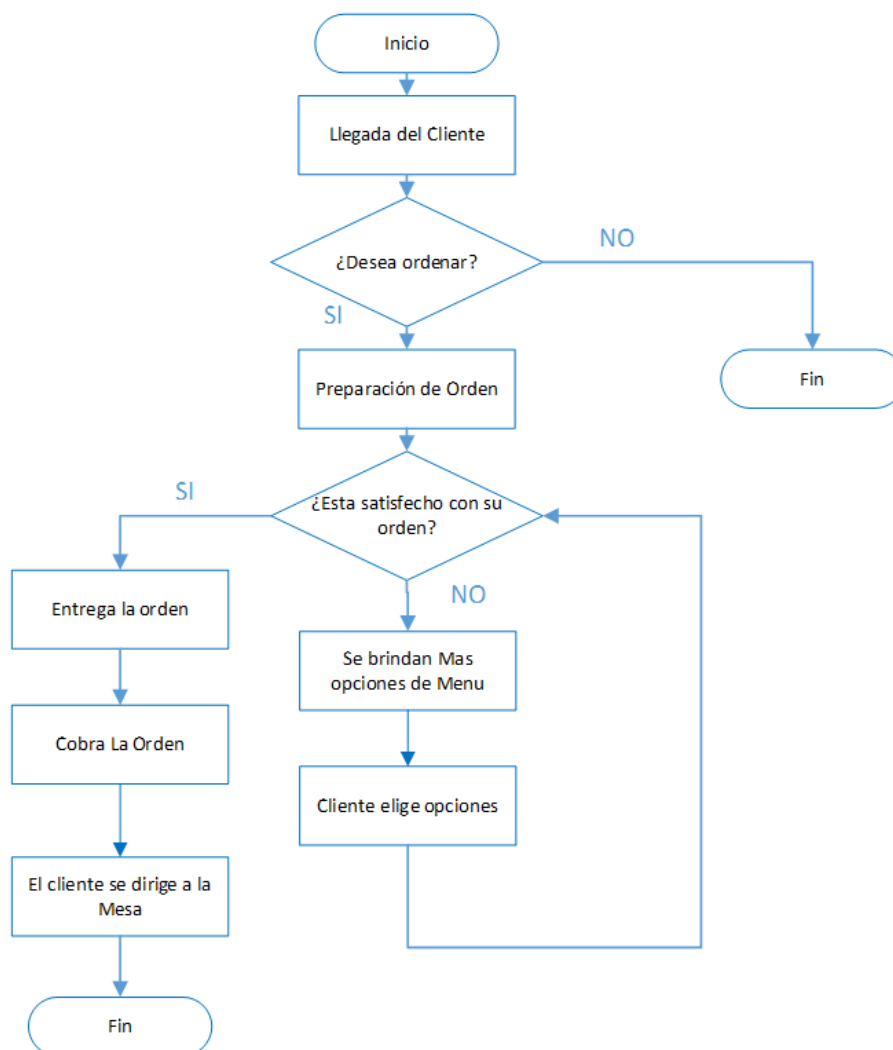 Inicio
Llegada del Cliente
¿Desea ordenar?
NO
SI
Preparación de Orden
Fin
¿Esta satisfecho con su
orden?
SI
NO
Entrega la orden
Se brindan Mas
opciones de Menu
Cobra La Orden
Cliente elige opciones
El cliente se dirige a la
Mesa
Fin